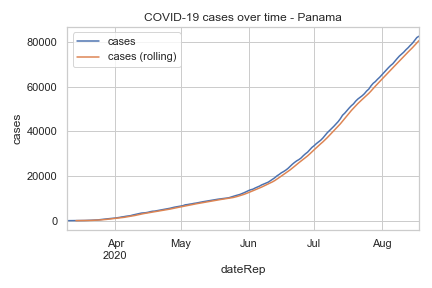 COVID-19 cases over time - Panama
cases
cases (rolling)
80000
60000
40000
20000
0
cases
Apr
2020
May
Jun
Jul
Aug
dateRep